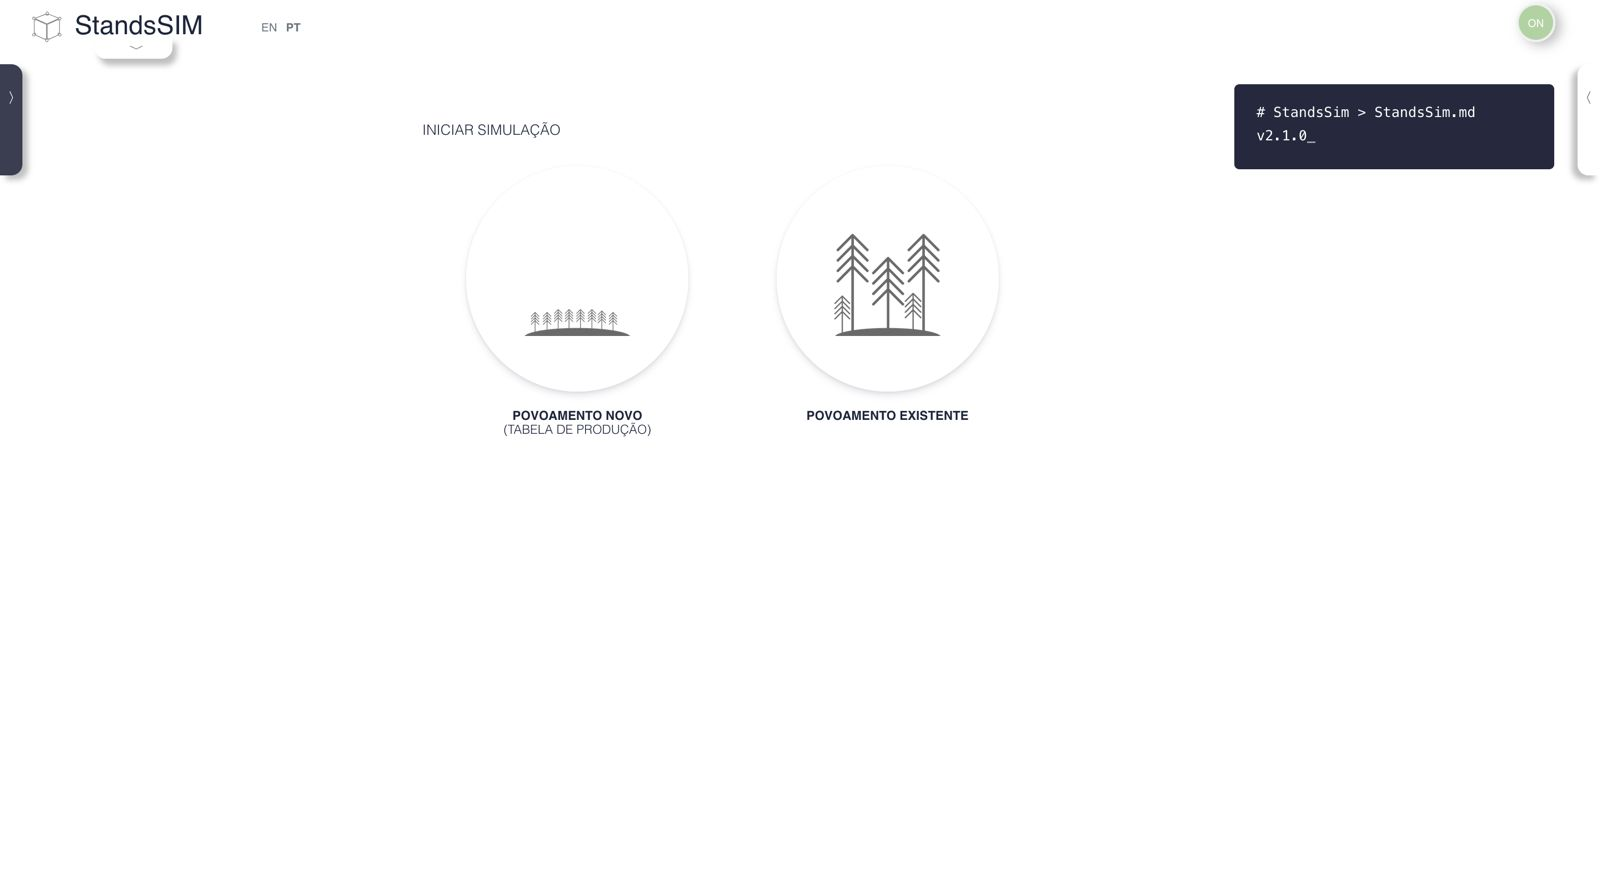 StandsSIM
EN PT
ON
# StandsSim > StandsSim.md
v2.1.0_
INICIAR SIMULAÇÃO
POVOAMENTO NOVO
(TABELA DE PRODUÇÃO)
POVOAMENTO EXISTENTE